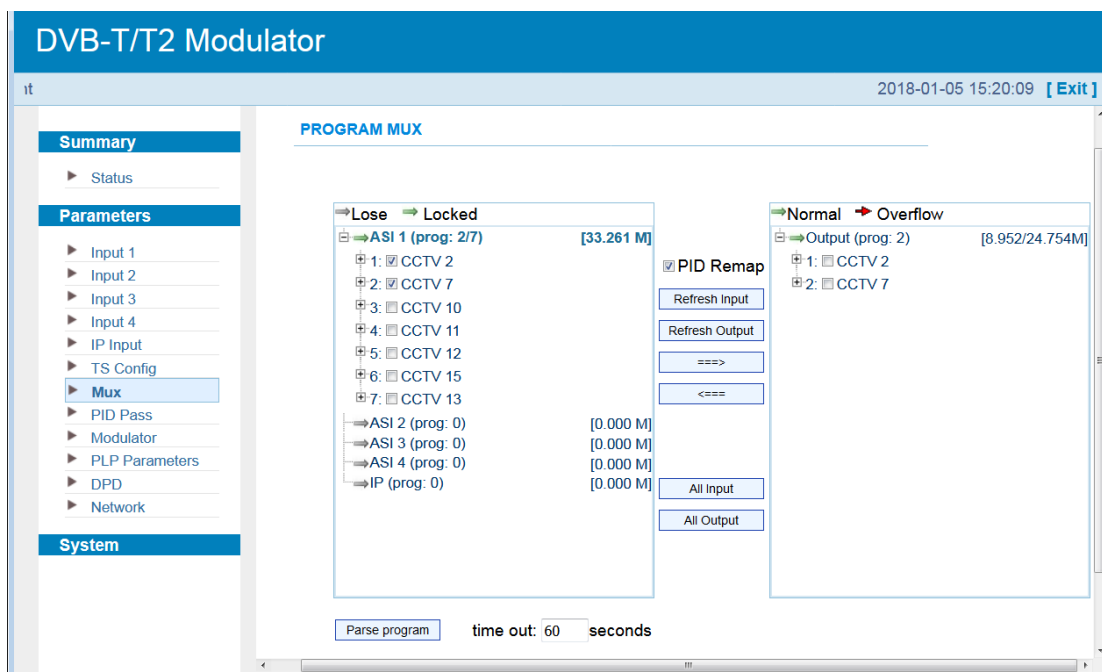 DVB-T/T2 Modulator
nt
2018-01-05 15:20:09 [ Exit ]
Summary
Status
Parameters
Input 1
Input 2
Input 3
Input 4
IP Input
TS Config
Mux
PID Pass
Modulator
PLP Parameters
DPD
Network
System
PROGRAM MUX
Lose Locked
ASI 1 (prog: 2/7) [33.261 M]
1: CCTV 2
2: CCTV 7
3: CCTV 10
4: CCTV 11
5: CCTV 12
6: CCTV 15
7: CCTV 13
ASI 2 (prog: 0) [0.000 M]
ASI 3 (prog: 0) [0.000 M]
ASI 4 (prog: 0) [0.000 M]
IP (prog: 0) [0.000 M]
PID Remap
Refresh Input
Refresh Output
===>
<===
All Input
All Output
Normal Overflow
Output (prog: 2) [8.952/24.754M]
1: CCTV 2
2: CCTV 7
Parse program time out: 60 seconds